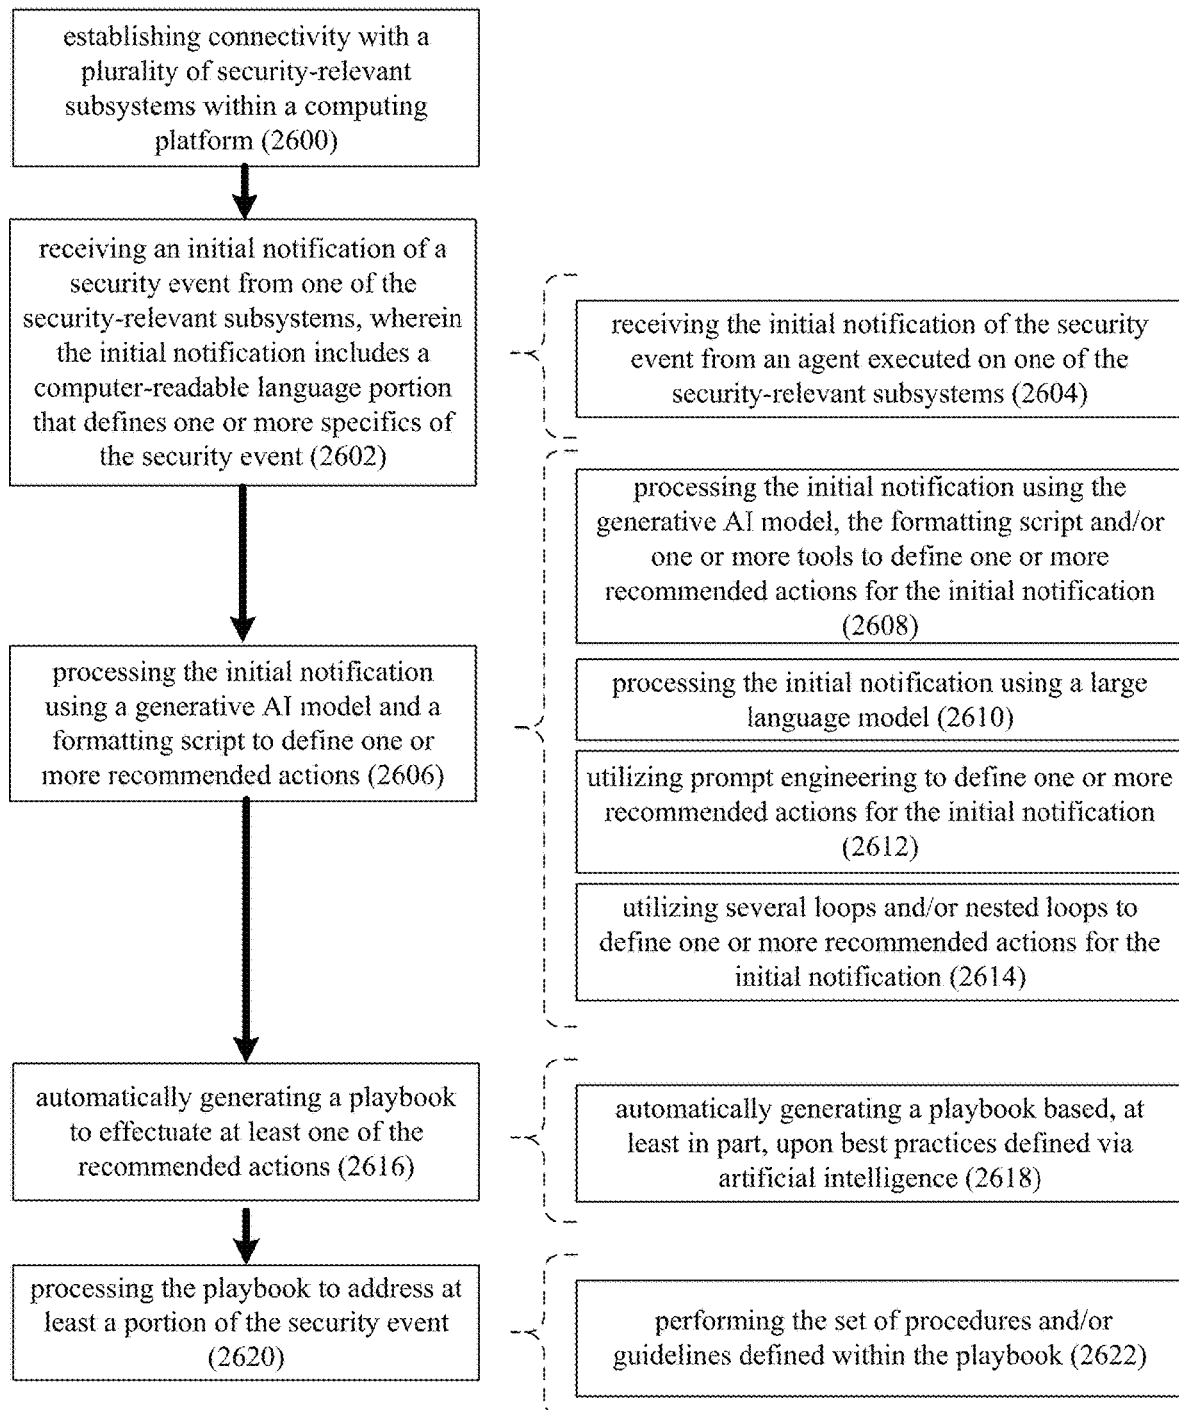 establishing connectivity with a
plurality of security-relevant
subsystems within a computing
platform (2600)
receiving an initial notification of a
security event from one of the
security-relevant subsystems, wherein
the initial notification includes a
computer-readable language portion
that defines one or more specifics of
the security event (2602)
receiving the initial notification of the security
event from an agent executed on one of the
security-relevant subsystems (2604)
processing the initial notification
using a generative AI model and a
formatting script to define one or
more recommended actions (2606)
processing the initial notification using the
generative AI model, the formatting script and/or
one or more tools to define one or more
recommended actions for the initial notification
(2608)
processing the initial notification using a large
language model (2610)
utilizing prompt engineering to define one or more
recommended actions for the initial notification
(2612)
utilizing several loops and/or nested loops to
define one or more recommended actions for the
initial notification (2614)
automatically generating a playbook
to effectuate at least one of the
recommended actions (2616)
automatically generating a playbook based, at
least in part, upon best practices defined via
artificial intelligence (2618)
processing the playbook to address at
least a portion of the security event
(2620)
performing the set of procedures and/or
guidelines defined within the playbook (2622)